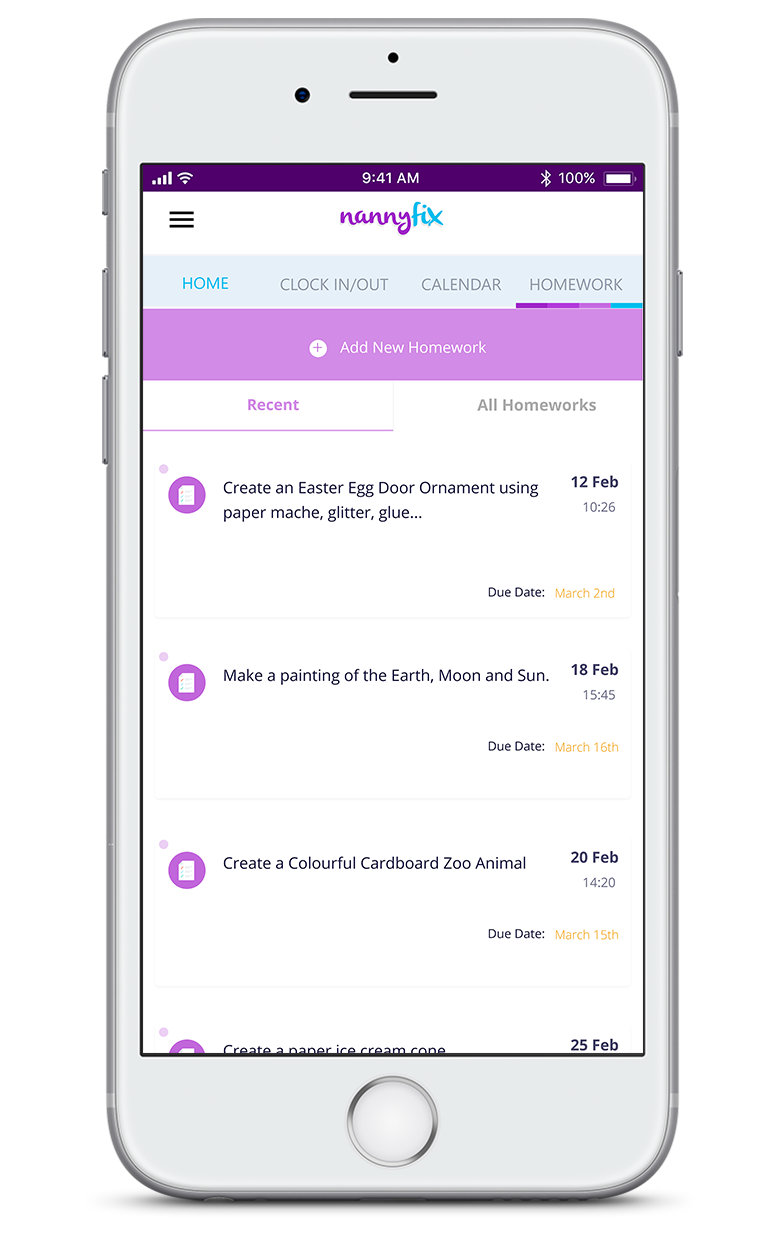 9:41 AM
100%
nannyfix
HOME CLOCK IN/OUT CALENDAR HOMEWORK
Add New Homework
Recent All Homeworks
Create an Easter Egg Door Ornament using
paper mache, glitter, glue...
12 Feb
10:26
Due Date: March 2nd
Make a painting of the Earth, Moon and Sun.
18 Feb
15:45
Due Date: March 16th
Create a Colourful Cardboard Zoo Animal
20 Feb
14:20
Due Date: March 15th
Create a paper ice cream cone
25 Feb